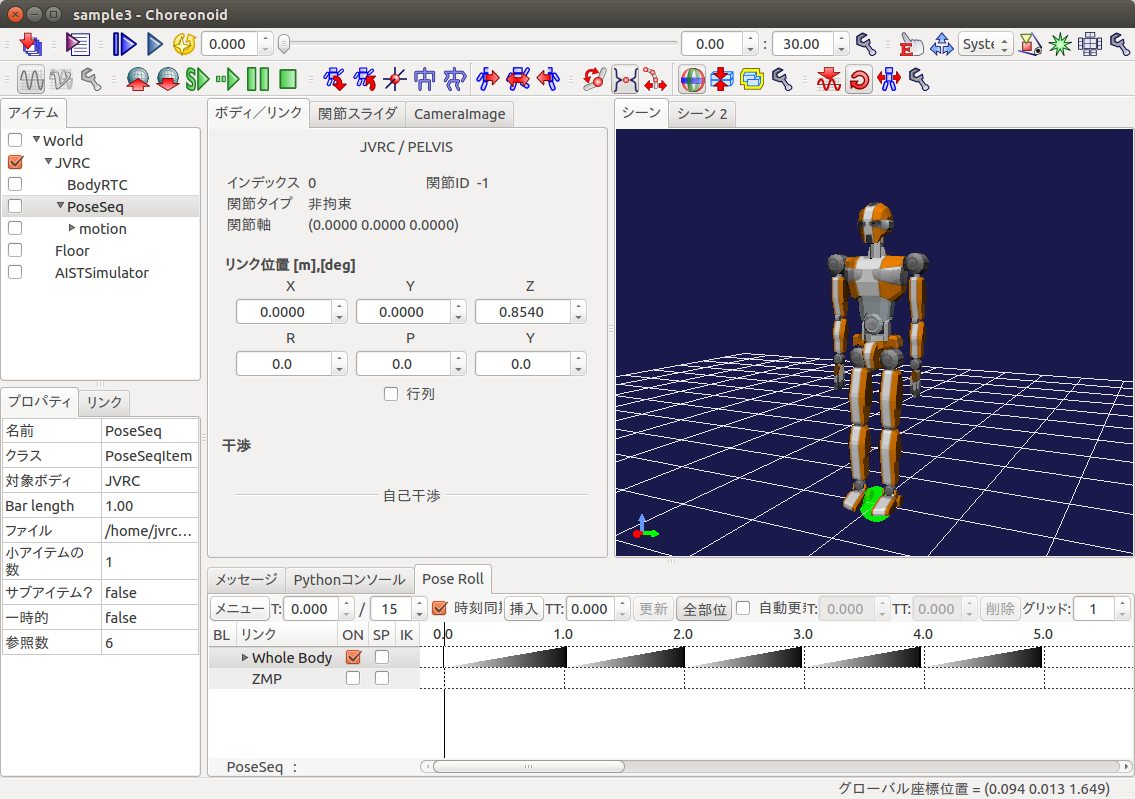 sample3 - Choreonoid
0.000
0.00 : 30.00
Syste
アイテム
World
JVRC
BodyRTC
PoseSeq
motion
Floor
AISTSimulator
プロパティ リンク
名前 PoseSeq
クラス PoseSeqItem
対象ボディ JVRC
Bar length 1.00
ファイル /home/jvrc...
小アイテムの数 1
サブアイテム? false
一時的 false
参照数 6
ボディ／リンク 関節スライダ CameraImage
JVRC / PELVIS
インデックス 0 関節ID -1
関節タイプ 非拘束
関節軸 (0.0000 0.0000 0.0000)
リンク位置 [m],[deg]
X Y Z
0.0000 0.0000 0.8540
R P Y
0.0 0.0 0.0
行列
干渉
自己干渉
シーン シーン 2
メッセージ Pythonコンソール Pose Roll
メニュー T: 0.000 / 15 時刻同期 挿入 TT: 0.000 更新 全部位 自動更新 T: 0.000 TT: 0.000 削除 グリッド: 1
BL リンク ON SP IK 0.0 1.0 2.0 3.0 4.0 5.0
Whole Body
ZMP
PoseSeq :
グローバル座標位置 = (0.094 0.013 1.649)